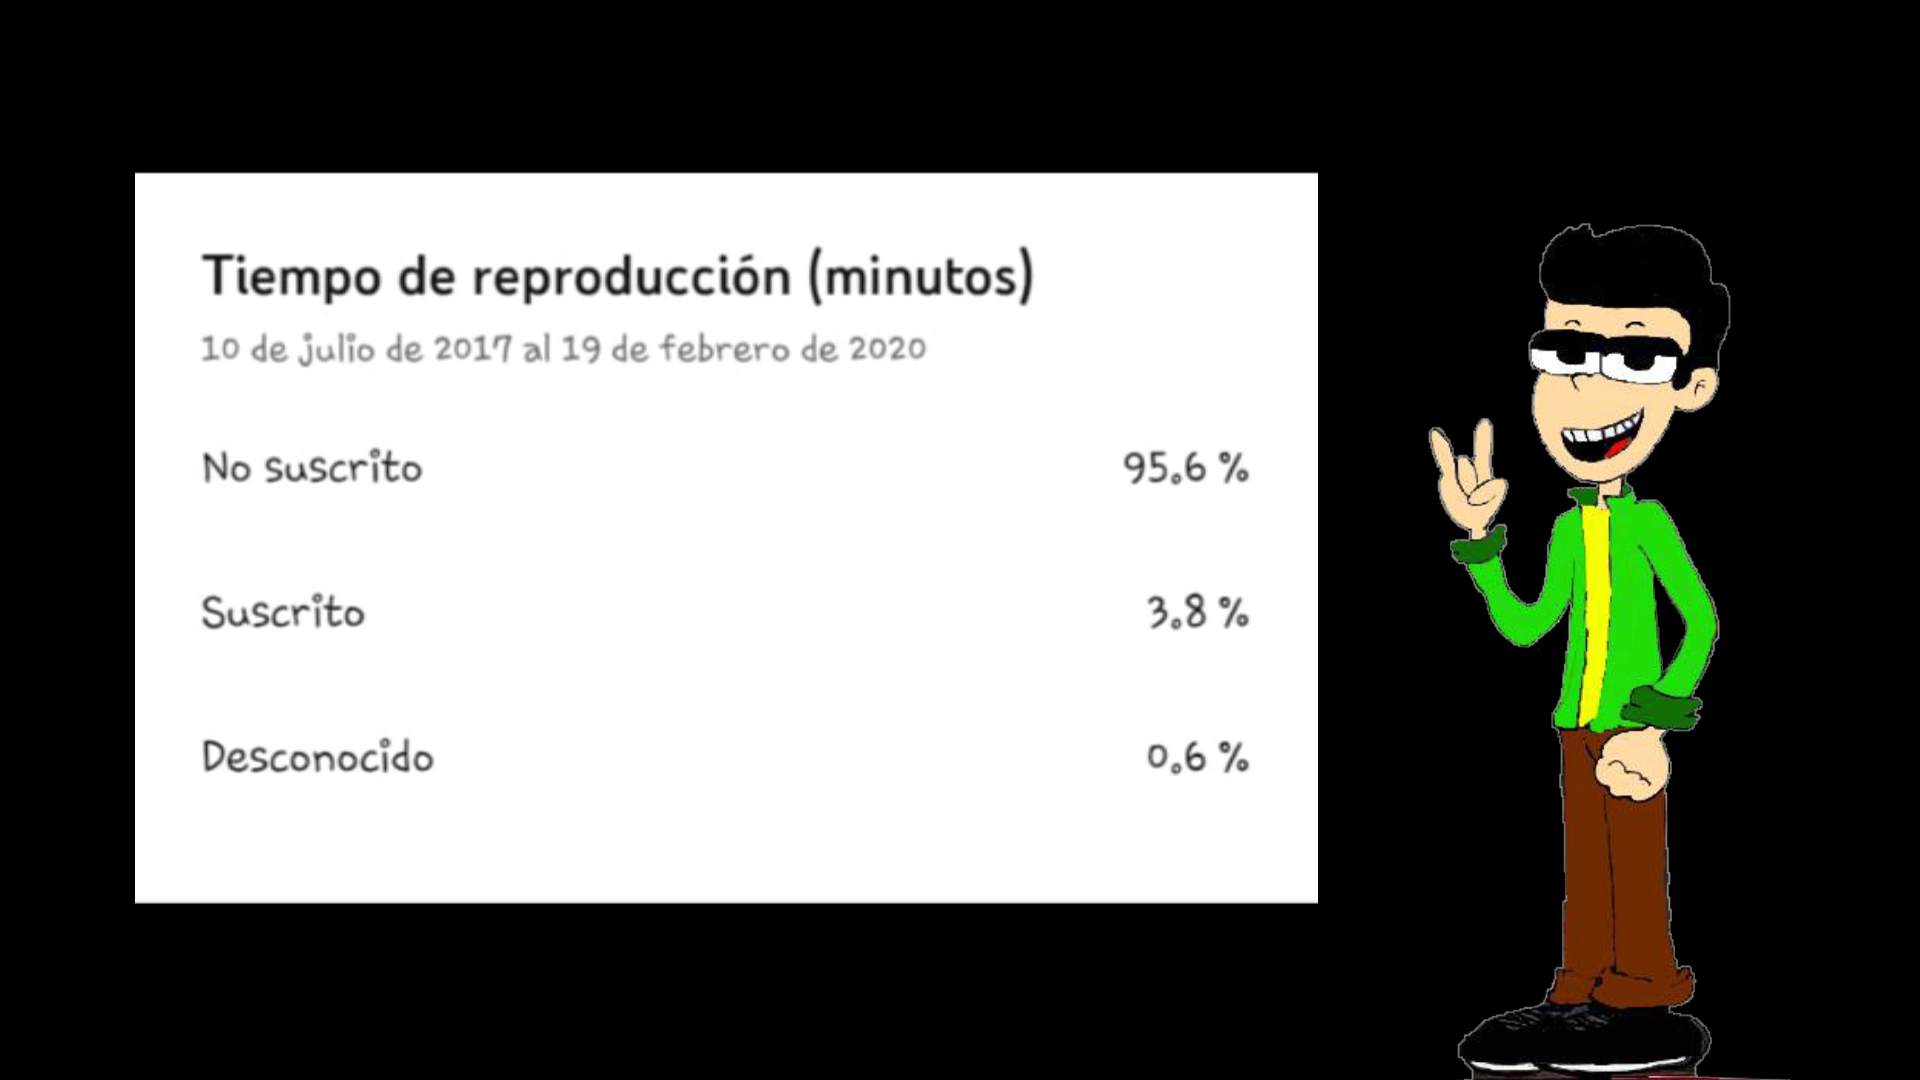 Tiempo de reproducción (minutos)
10 de julio de 2017 al 19 de febrero de 2020
No suscrito 95,6 %
Suscrito 3,8 %
Desconocido 0,6 %